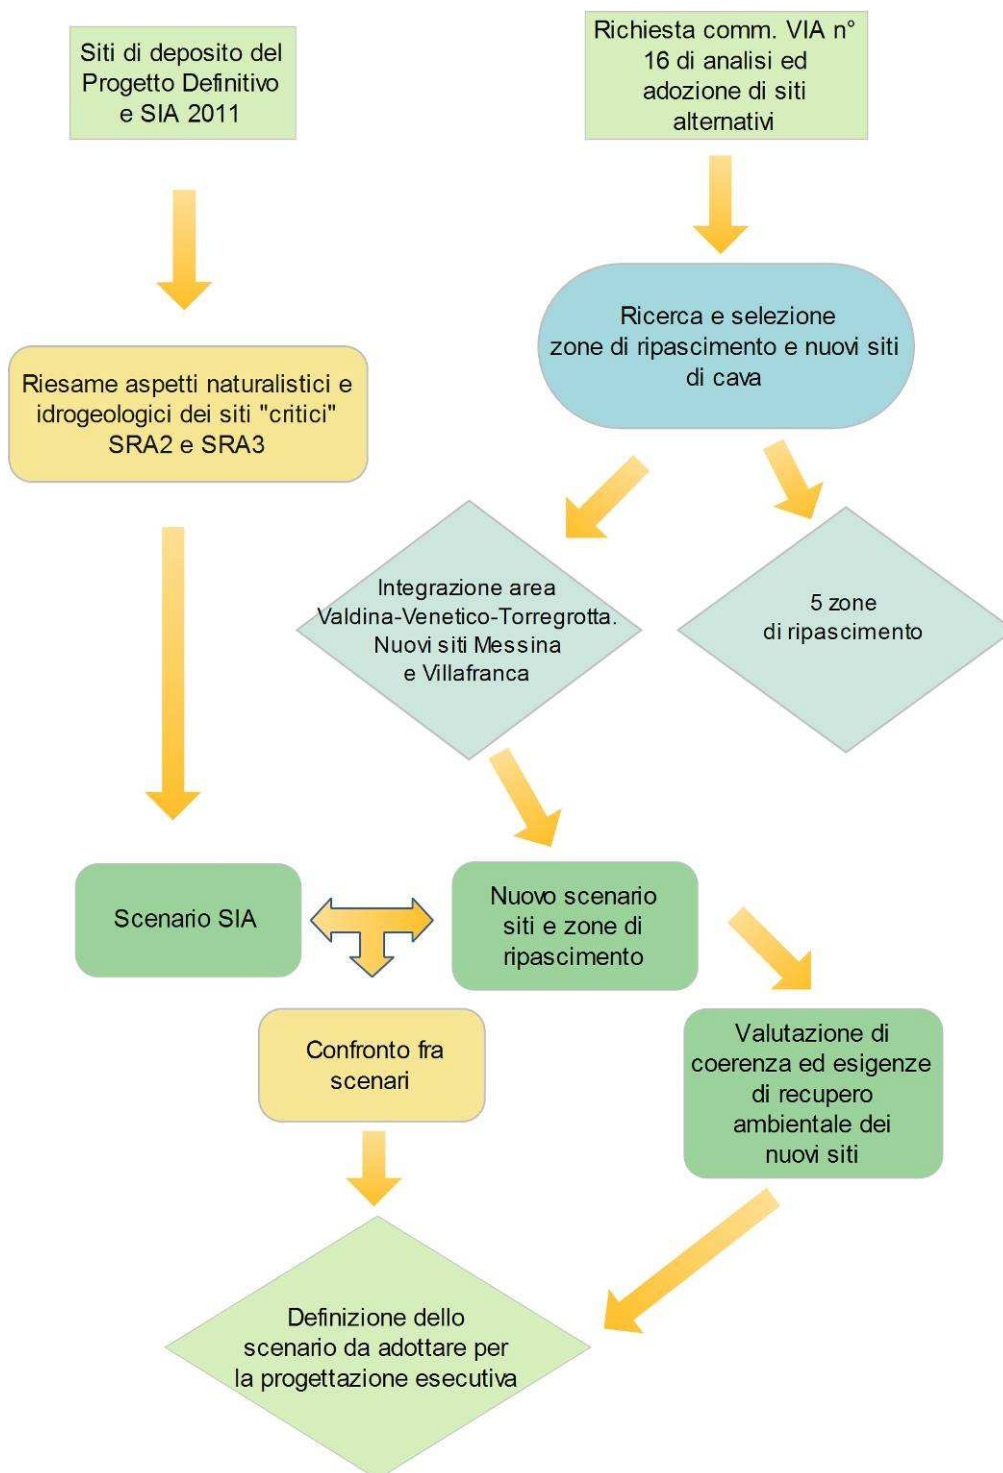 Siti di deposito del
Progetto Definitivo
e SIA 2011
Richiesta comm. VIA n°
16 di analisi ed
adozione di siti
alternativi
Ricerca e selezione
zone di ripascimento e nuovi siti
di cava
Riesame aspetti naturalistici e
idrogeologici dei siti "critici"
SRA2 e SRA3
Integrazione area
Valdina-Venetico-Torregrotta.
Nuovi siti Messina
e Villafranca
5 zone
di ripascimento
Scenario SIA
Nuovo scenario
siti e zone di
ripascimento
Confronto fra
scenari
Valutazione di
coerenza ed esigenze
di recupero
ambientale dei
nuovi siti
Definizione dello
scenario da adottare per
la progettazione esecutiva